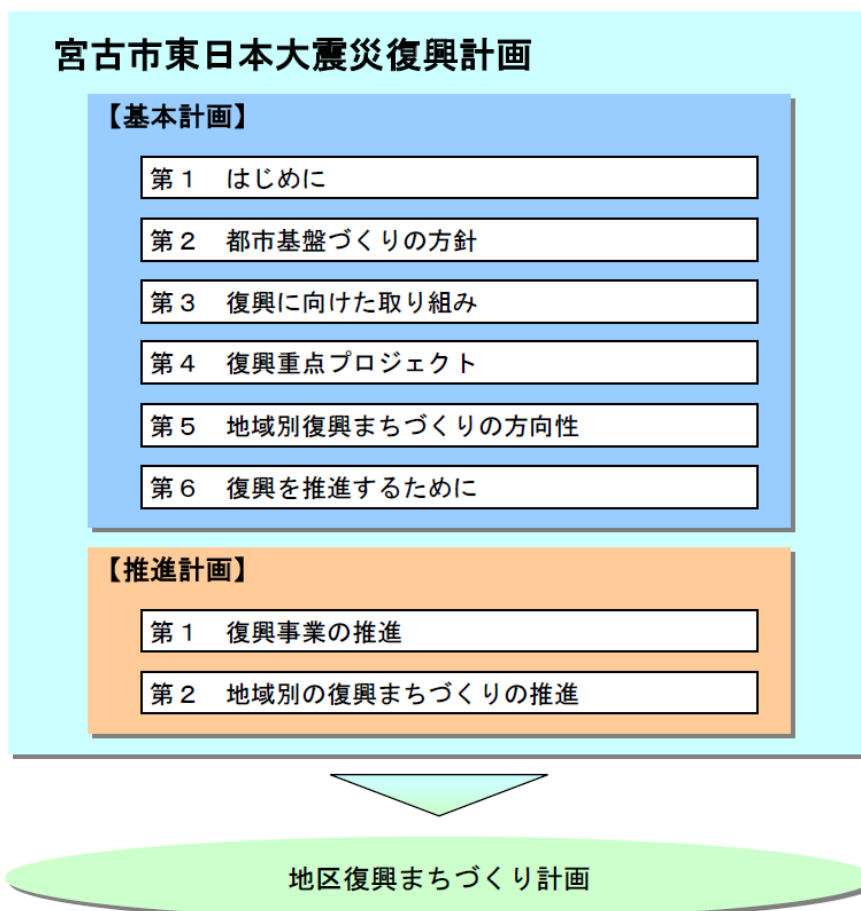 宮古市東日本大震災復興計画
【基本計画】
第１　はじめに
第２　都市基盤づくりの方針
第３　復興に向けた取り組み
第４　復興重点プロジェクト
第５　地域別復興まちづくりの方向性
第６　復興を推進するために
【推進計画】
第１　復興事業の推進
第２　地域別の復興まちづくりの推進
地区復興まちづくり計画